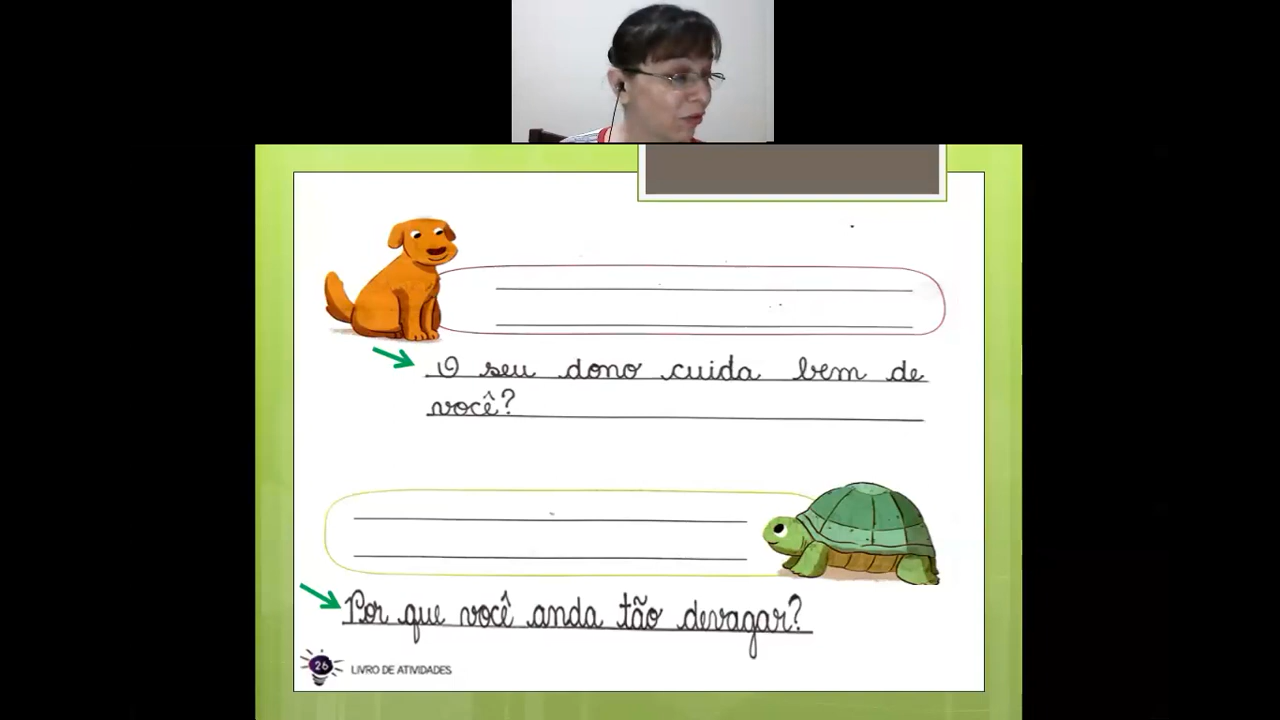 O seu dono cuida bem de
você?
Por que você anda tão devagar?
26 LIVRO DE ATIVIDADES